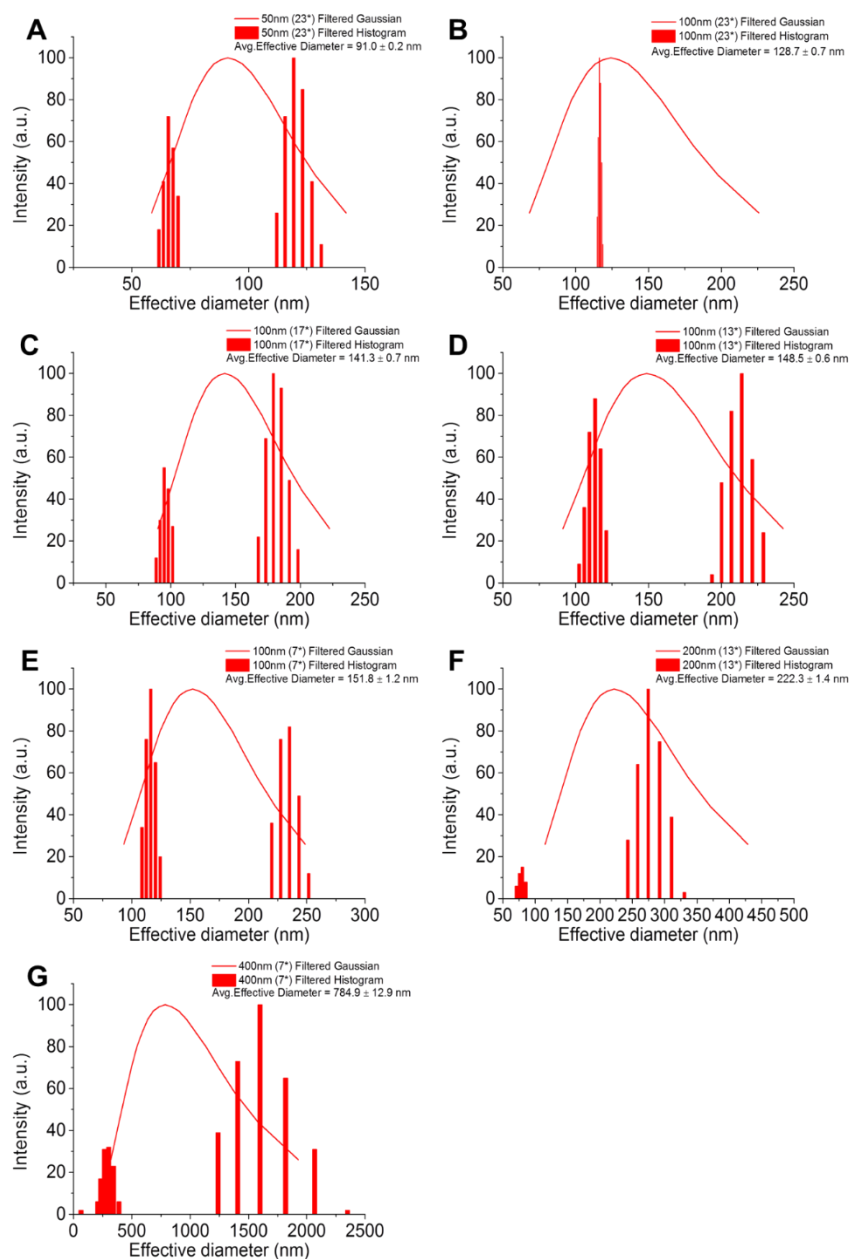 A
50nm (23*) Filtered Gaussian
50nm (23*) Filtered Histogram
Avg.Effective Diameter = 91.0 ± 0.2 nm
Intensity (a.u.)
100
80
60
40
20
0
50 100 150
Effective diameter (nm)
B
100nm (23*) Filtered Gaussian
100nm (23*) Filtered Histogram
Avg.Effective Diameter = 128.7 ± 0.7 nm
Intensity (a.u.)
100
80
60
40
20
0
50 100 150 200 250
Effective diameter (nm)
C
100nm (17*) Filtered Gaussian
100nm (17*) Filtered Histogram
Avg.Effective Diameter = 141.3 ± 0.7 nm
Intensity (a.u.)
100
80
60
40
20
0
50 100 150 200 250
Effective diameter (nm)
D
100nm (13*) Filtered Gaussian
100nm (13*) Filtered Histogram
Avg.Effective Diameter = 148.5 ± 0.6 nm
Intensity (a.u.)
100
80
60
40
20
0
50 100 150 200 250
Effective diameter (nm)
E
100nm (7*) Filtered Gaussian
100nm (7*) Filtered Histogram
Avg.Effective Diameter = 151.8 ± 1.2 nm
Intensity (a.u.)
100
80
60
40
20
0
50 100 150 200 250 300
Effective diameter (nm)
F
200nm (13*) Filtered Gaussian
200nm (13*) Filtered Histogram
Avg.Effective Diameter = 222.3 ± 1.4 nm
Intensity (a.u.)
100
80
60
40
20
0
50 100 150 200 250 300 350 400 450 500
Effective diameter (nm)
G
400nm (7*) Filtered Gaussian
400nm (7*) Filtered Histogram
Avg.Effective Diameter = 784.9 ± 12.9 nm
Intensity (a.u.)
100
80
60
40
20
0
0 500 1000 1500 2000 2500
Effective diameter (nm)